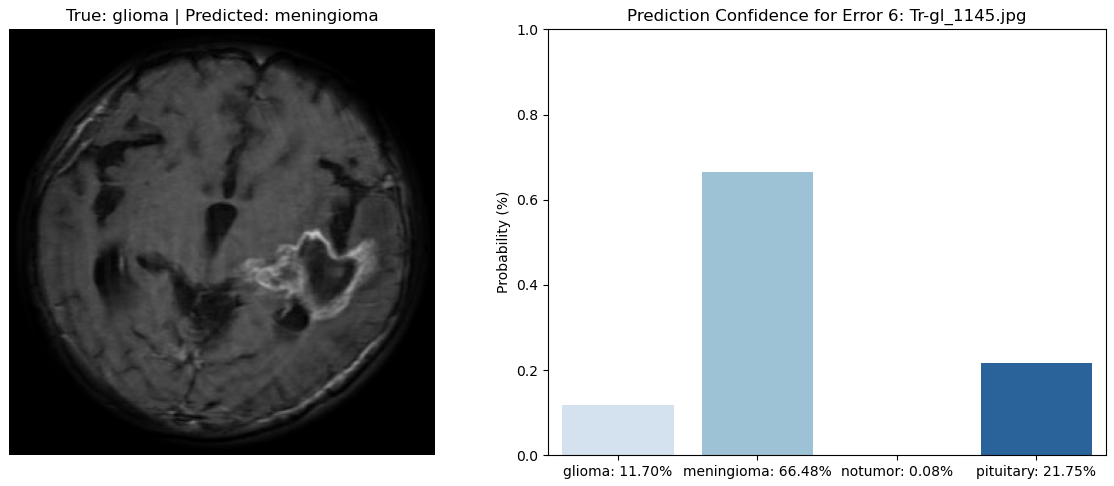 True: glioma | Predicted: meningioma
Prediction Confidence for Error 6: Tr-gl_1145.jpg
Probability (%)
1.0
0.8
0.6
0.4
0.2
0.0
glioma: 11.70%
meningioma: 66.48%
notumor: 0.08%
pituitary: 21.75%